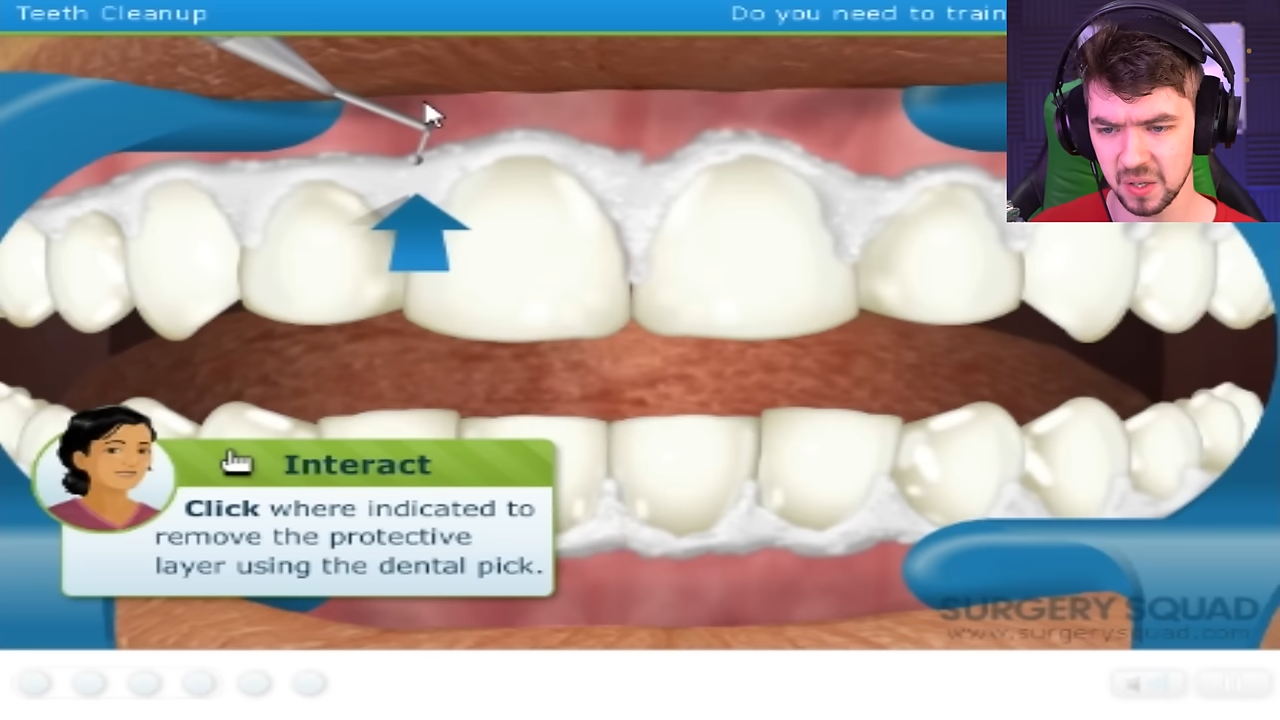 Teeth Cleanup
Do you need to train
Interact
Click where indicated to
remove the protective
layer using the dental pick.
SURGERY SQUAD
www.surgerysquad.com